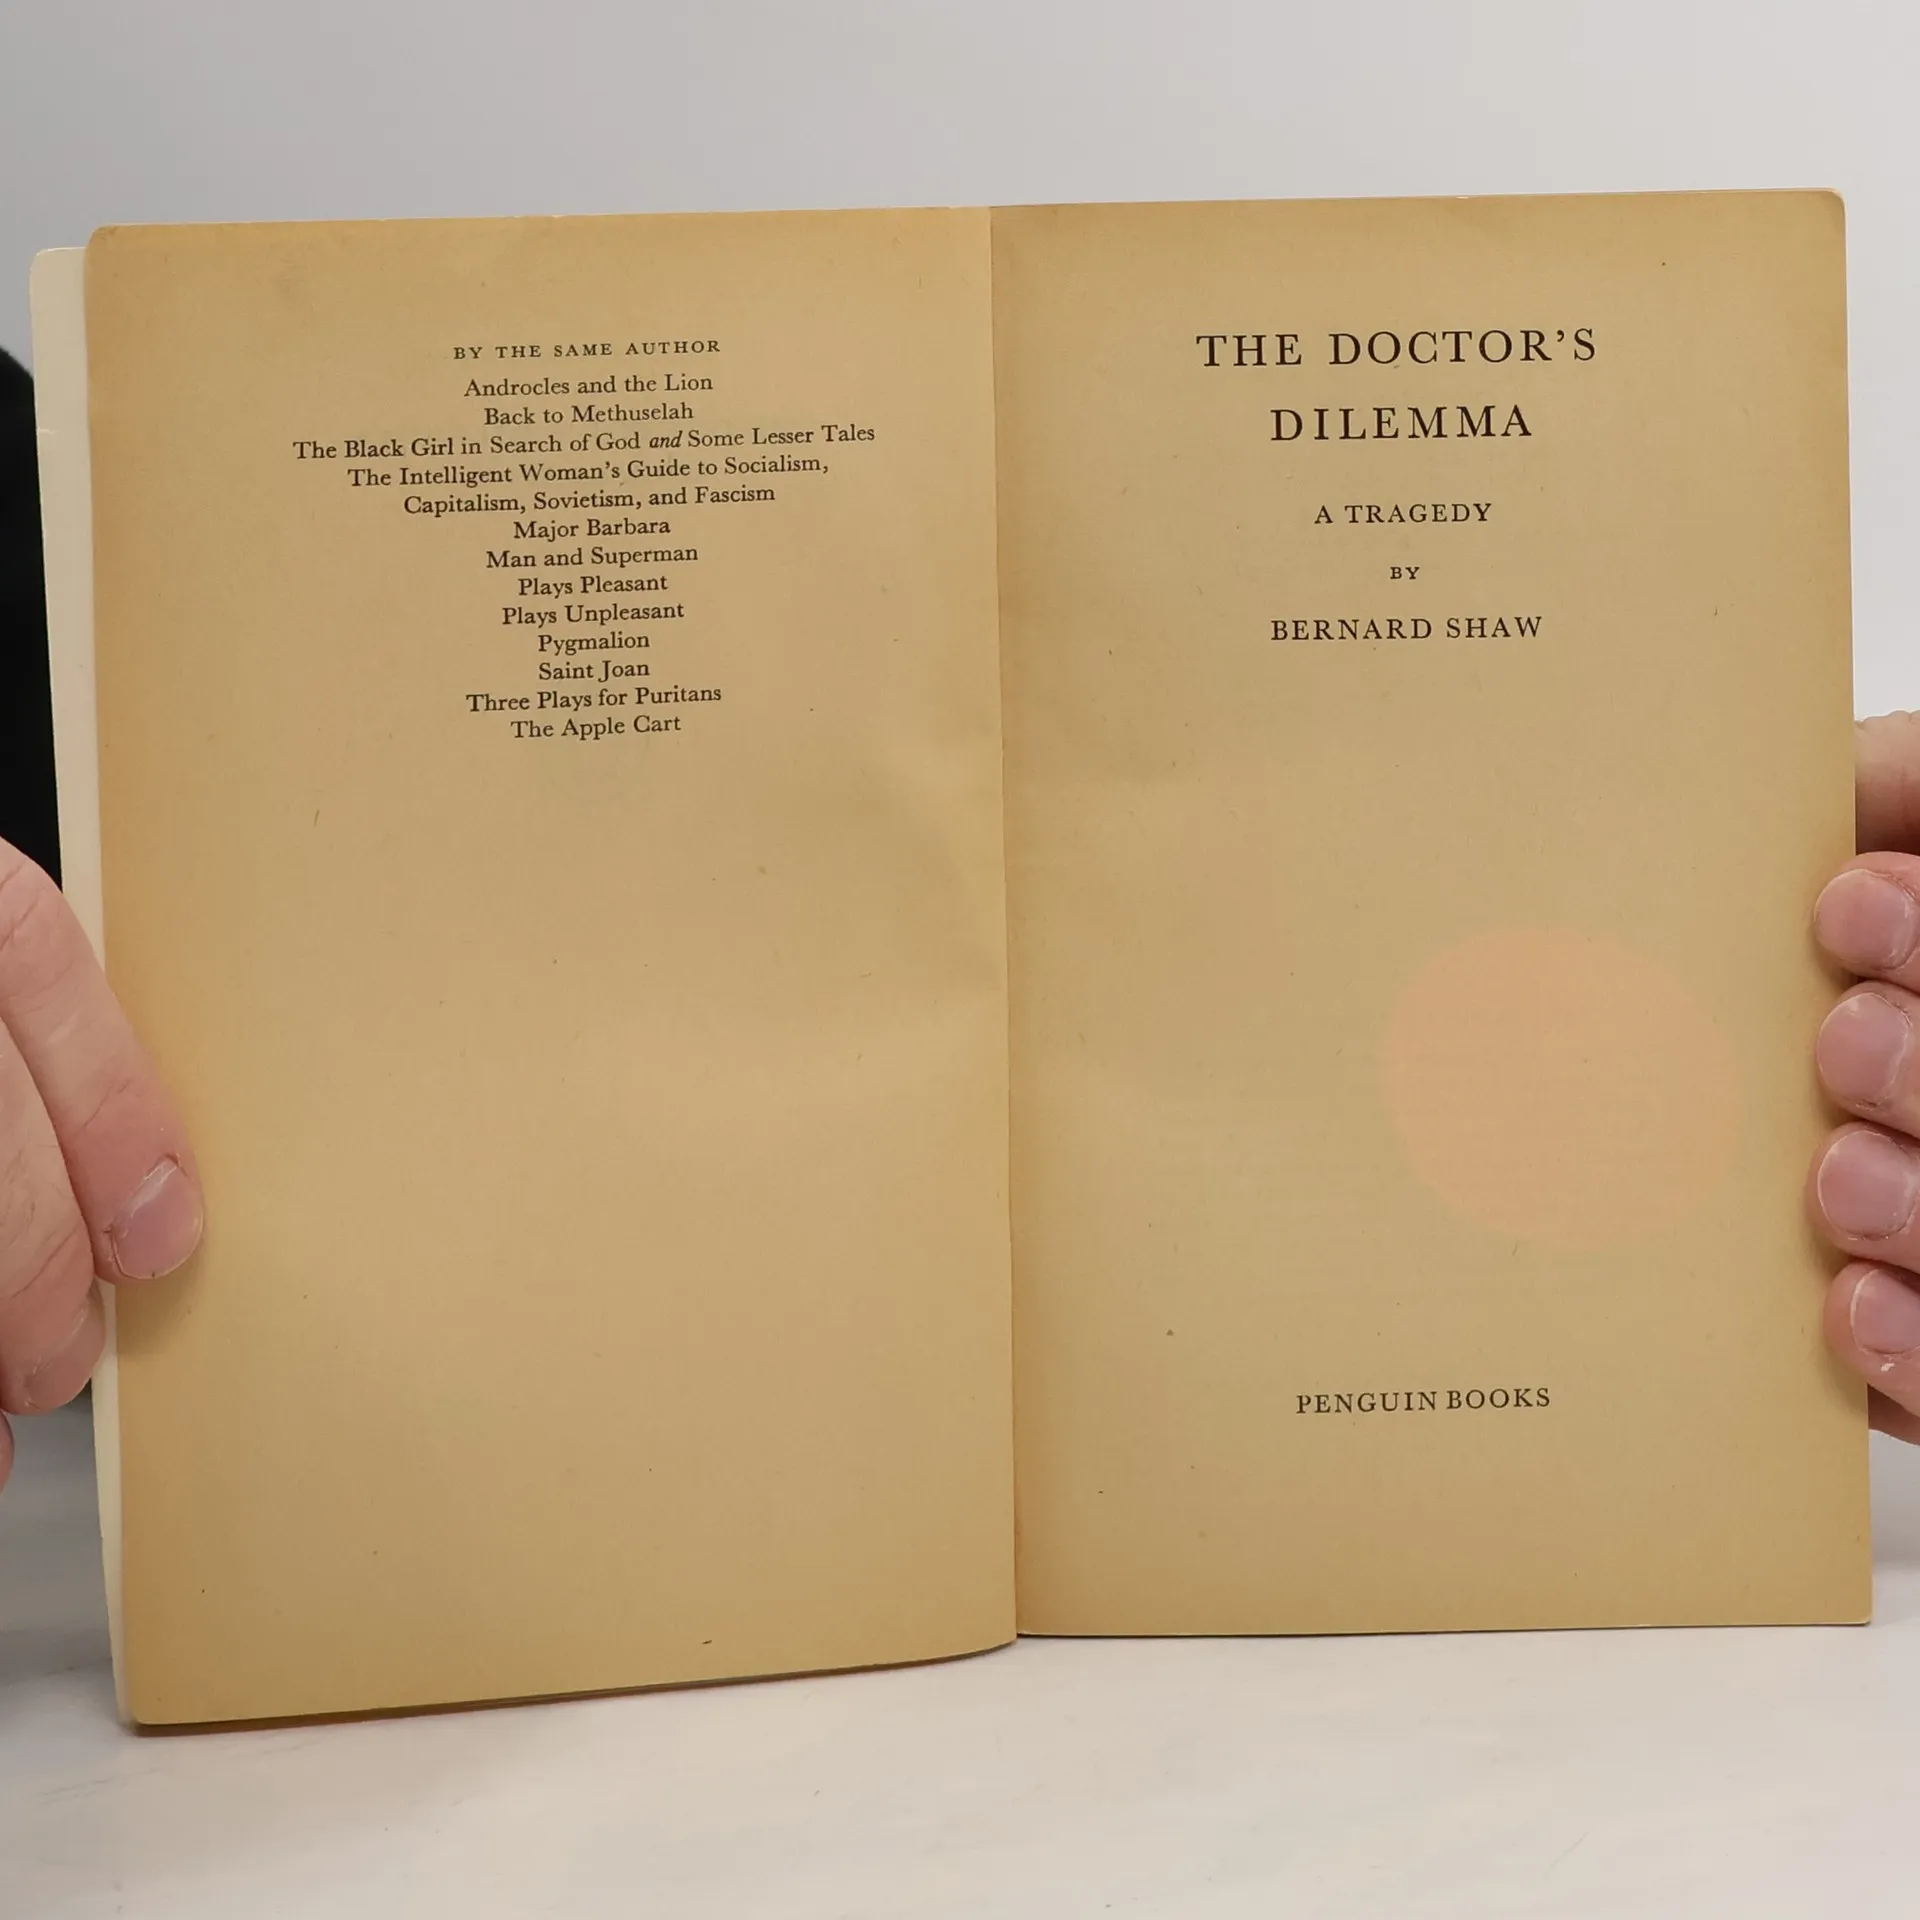 BY THE SAME AUTHOR
Androcles and the Lion
Back to Methuselah
The Black Girl in Search of God and Some Lesser Tales
The Intelligent Woman's Guide to Socialism,
Capitalism, Sovietism, and Fascism
Major Barbara
Man and Superman
Plays Pleasant
Plays Unpleasant
Pygmalion
Saint Joan
Three Plays for Puritans
The Apple Cart
THE DOCTOR'S
DILEMMA
A TRAGEDY
BY
BERNARD SHAW
PENGUIN BOOKS